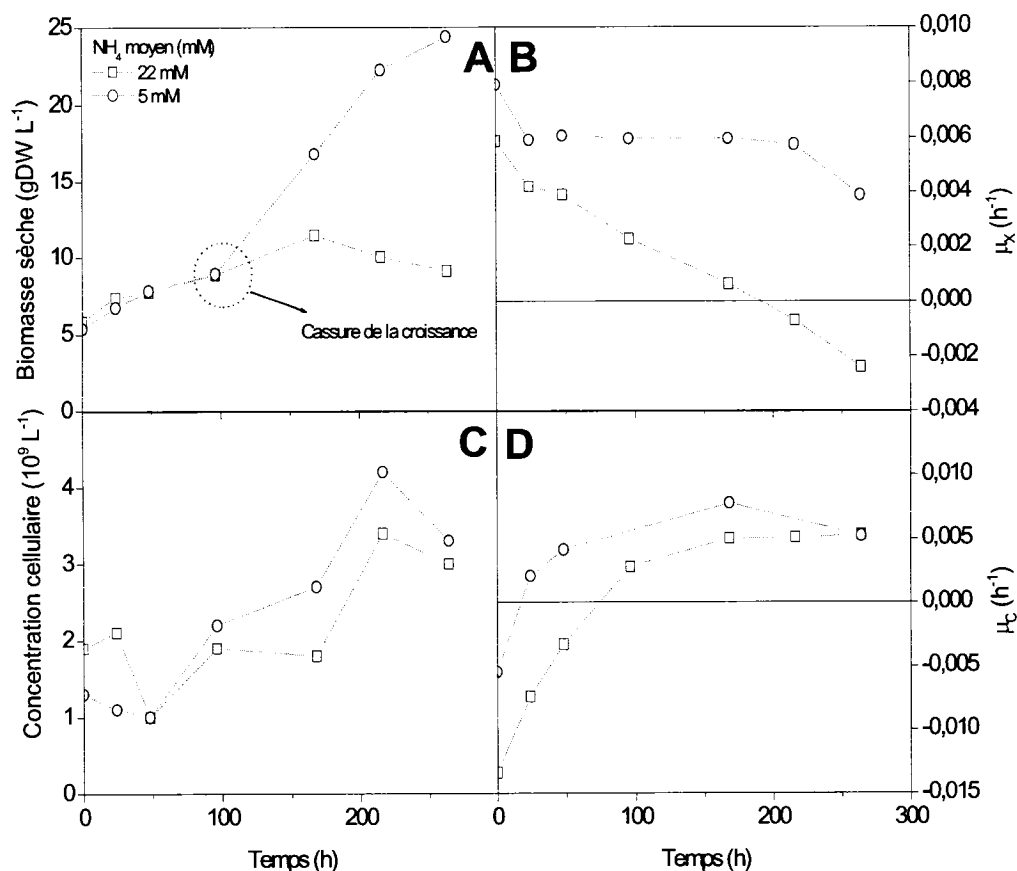 25
20
15
10
5
0
Biomasse sèche (gDW L⁻¹)
NH₄ moyen (mM)
22 mM
5 mM
A
Cassure de la croissance
B
0,010
0,008
0,006
0,004
0,002
0,000
-0,002
-0,004
μX (h⁻¹)
C
4
3
2
1
0
Concentration cellulaire (10⁹ L⁻¹)
0 100 200
Temps (h)
D
0,010
0,005
0,000
-0,005
-0,010
-0,015
μC (h⁻¹)
0 100 200 300
Temps (h)